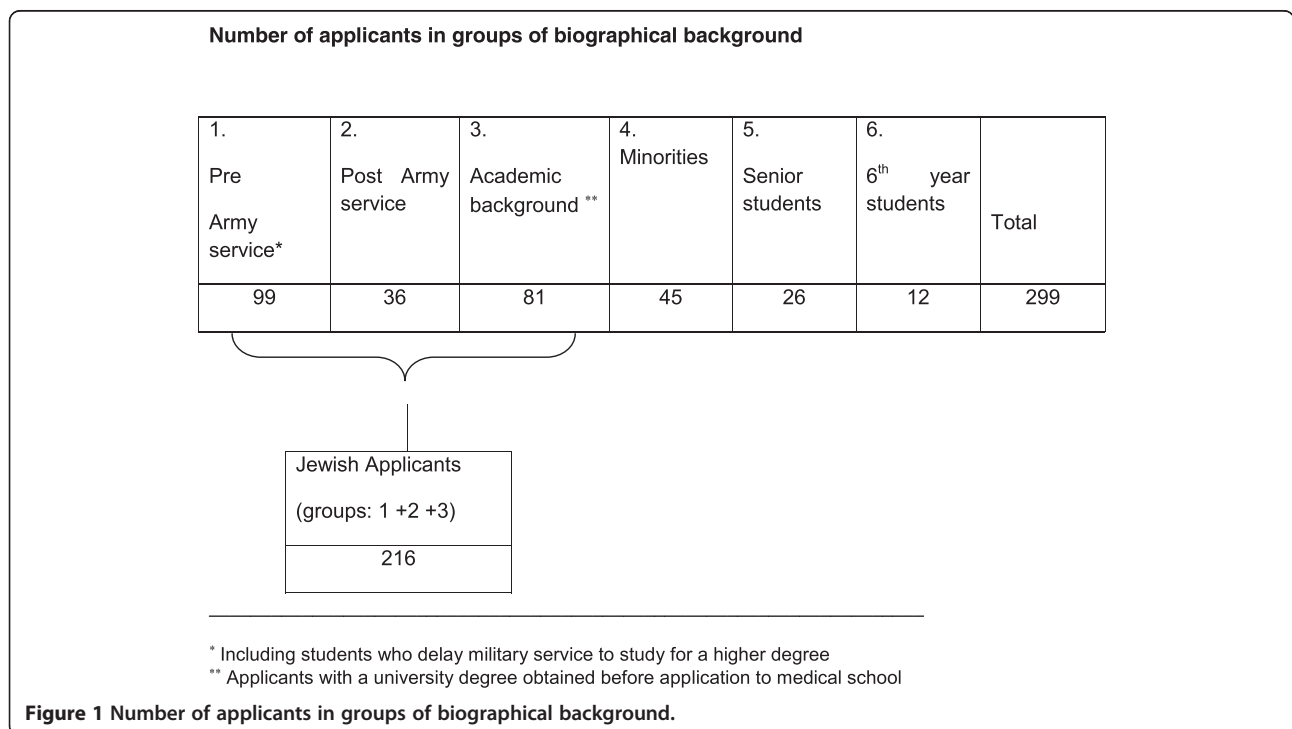 Number of applicants in groups of biographical background
1.
Pre
Army
service*
2.
Post Army
service
3.
Academic
background **
4.
Minorities
5.
Senior
students
6.
6th year
students
Total
99 36 81 45 26 12 299
Jewish Applicants
(groups: 1 +2 +3)
216
* Including students who delay military service to study for a higher degree
** Applicants with a university degree obtained before application to medical school
Figure 1 Number of applicants in groups of biographical background.